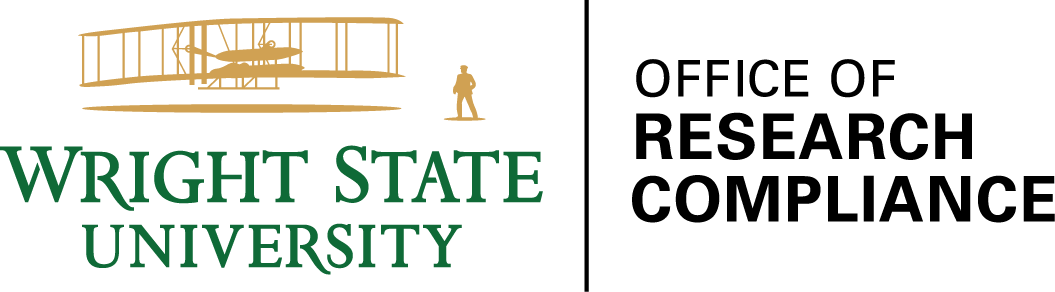 WRIGHT STATE
UNIVERSITY
OFFICE OF
RESEARCH
COMPLIANCE